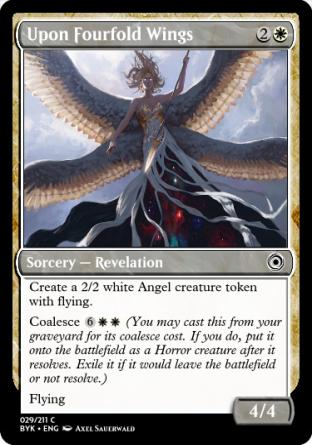 Upon Fourfold Wings 2
Sorcery — Revelation
Create a 2/2 white Angel creature token
with flying.
Coalesce 6 (You may cast this from your
graveyard for its coalesce cost. If you do, put it
onto the battlefield as a Horror creature after it
resolves. Exile it if it would leave the battlefield
or not resolve.)
Flying
4/4
029/211 C
BYK • ENG AXEL SAUERWALD